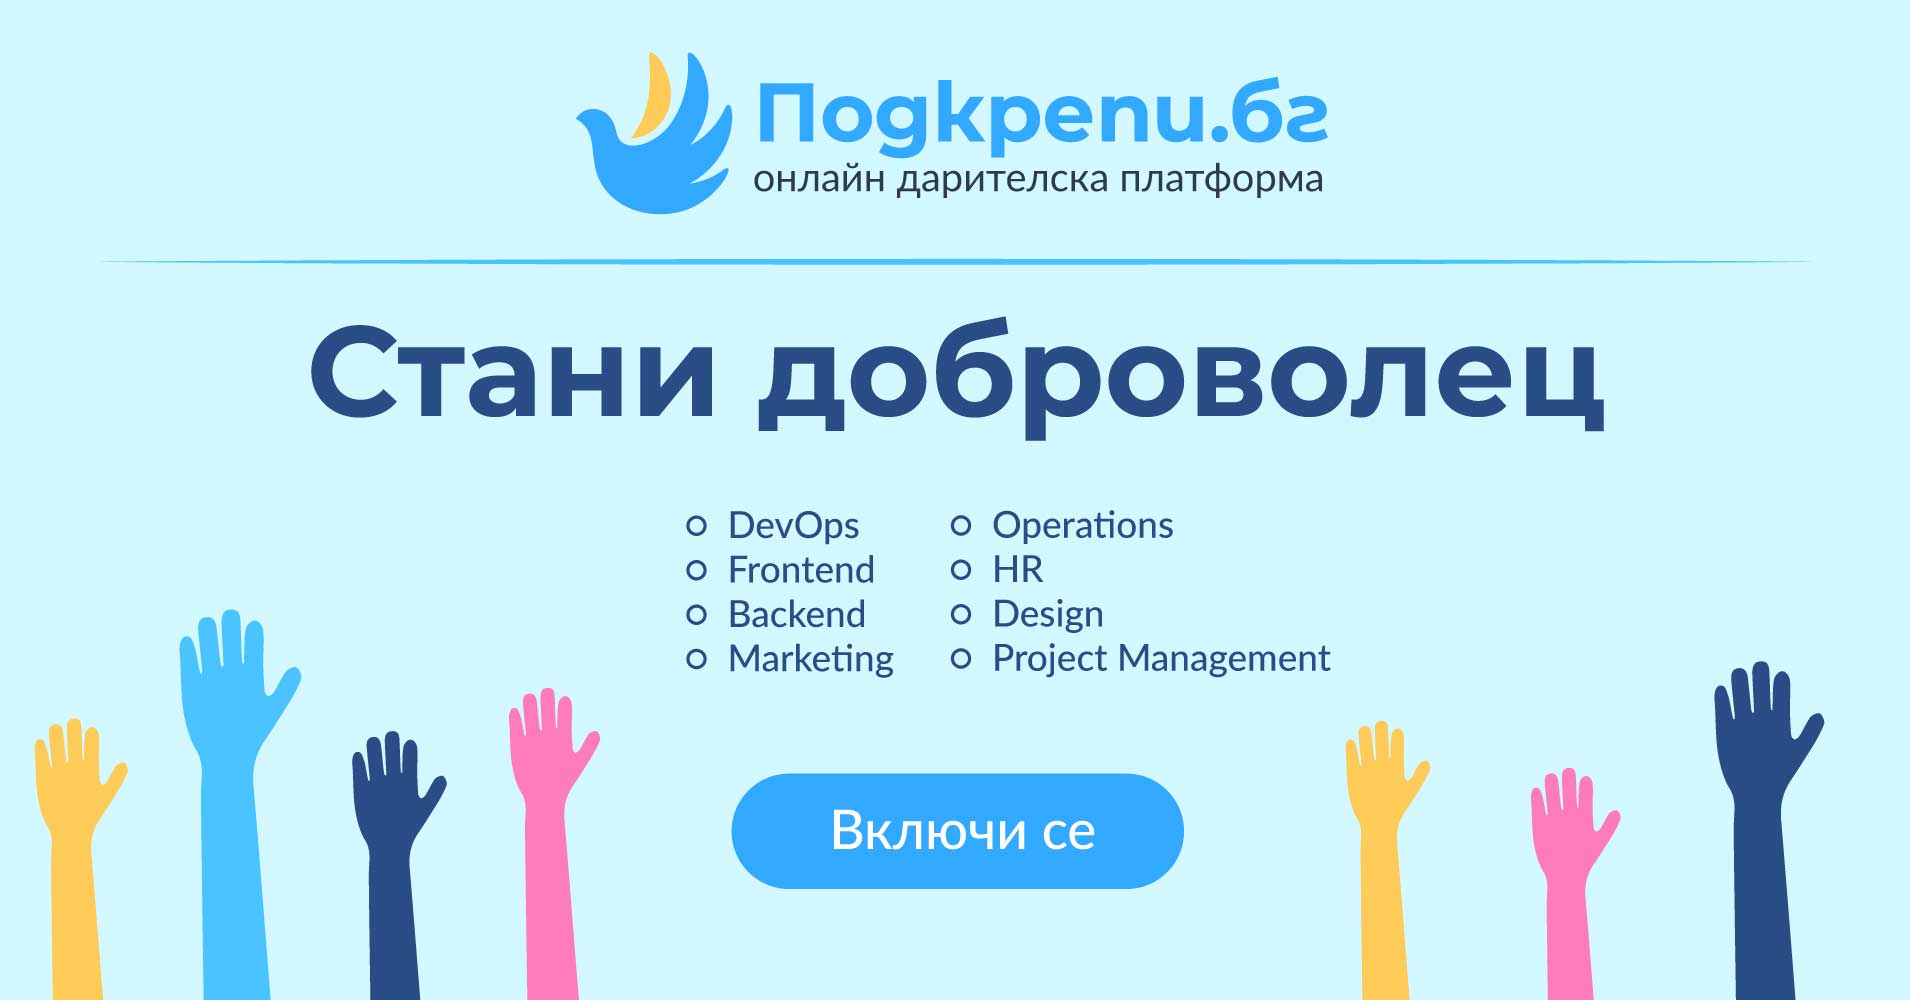 Подкрепи.бг
онлайн дарителска платформа
Стани доброволец
DevOps
Frontend
Backend
Marketing
Operations
HR
Design
Project Management
Включи се